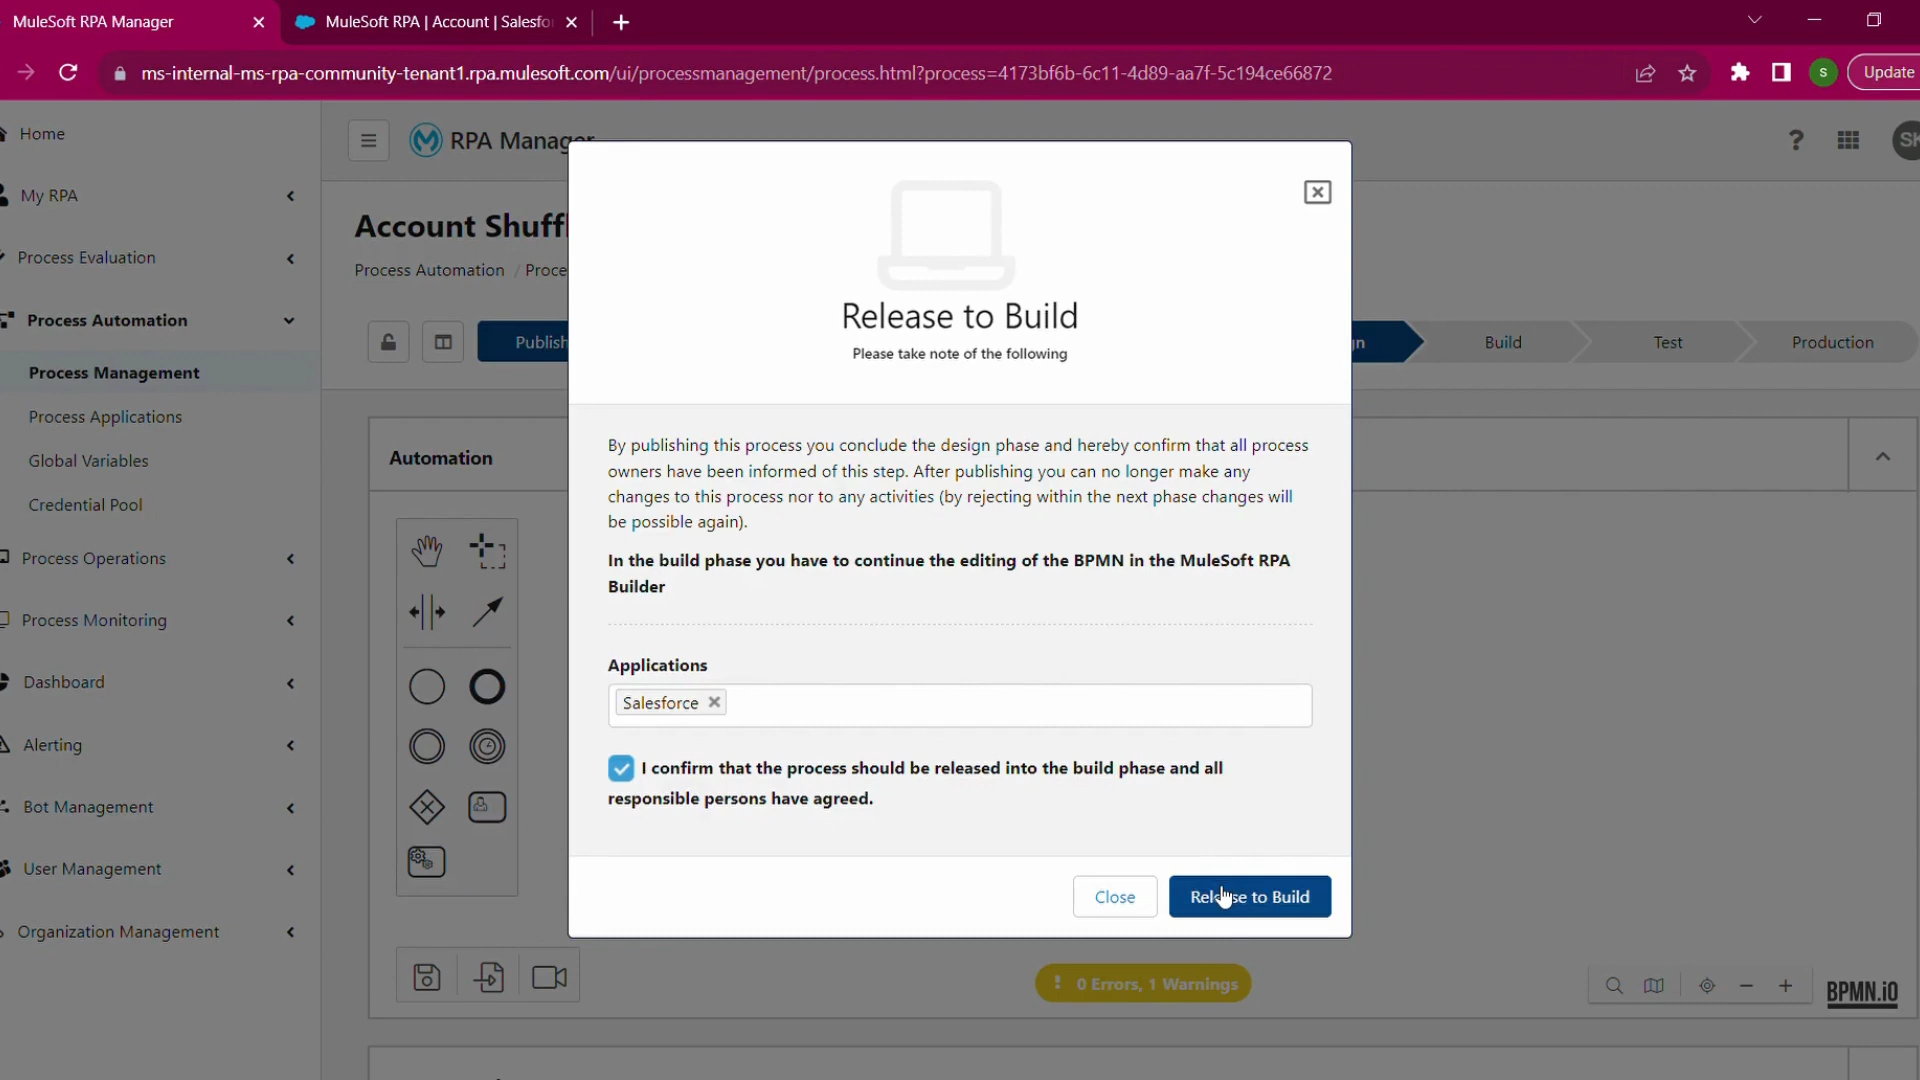 MuleSoft RPA Manager
MuleSoft RPA | Account | Salesfo
ms-internal-ms-rpa-community-tenant1.rpa.mulesoft.com/ui/processmanagement/process.html?process=4173bf6b-6c11-4d89-aa7f-5c194ce66872
S
Update
Home
My RPA
Process Evaluation
Process Automation
Process Management
Process Applications
Global Variables
Credential Pool
Process Operations
Process Monitoring
Dashboard
Alerting
Bot Management
User Management
Organization Management
RPA Manager
?
SK
Account Shuffl
Process Automation / Proce
Publish
gn
Build
Test
Production
Automation
Release to Build
Please take note of the following
By publishing this process you conclude the design phase and hereby confirm that all process
owners have been informed of this step. After publishing you can no longer make any
changes to this process nor to any activities (by rejecting within the next phase changes will
be possible again).
In the build phase you have to continue the editing of the BPMN in the MuleSoft RPA
Builder
Applications
Salesforce
I confirm that the process should be released into the build phase and all
responsible persons have agreed.
Close
Release to Build
0 Errors, 1 Warnings
BPMN.iO